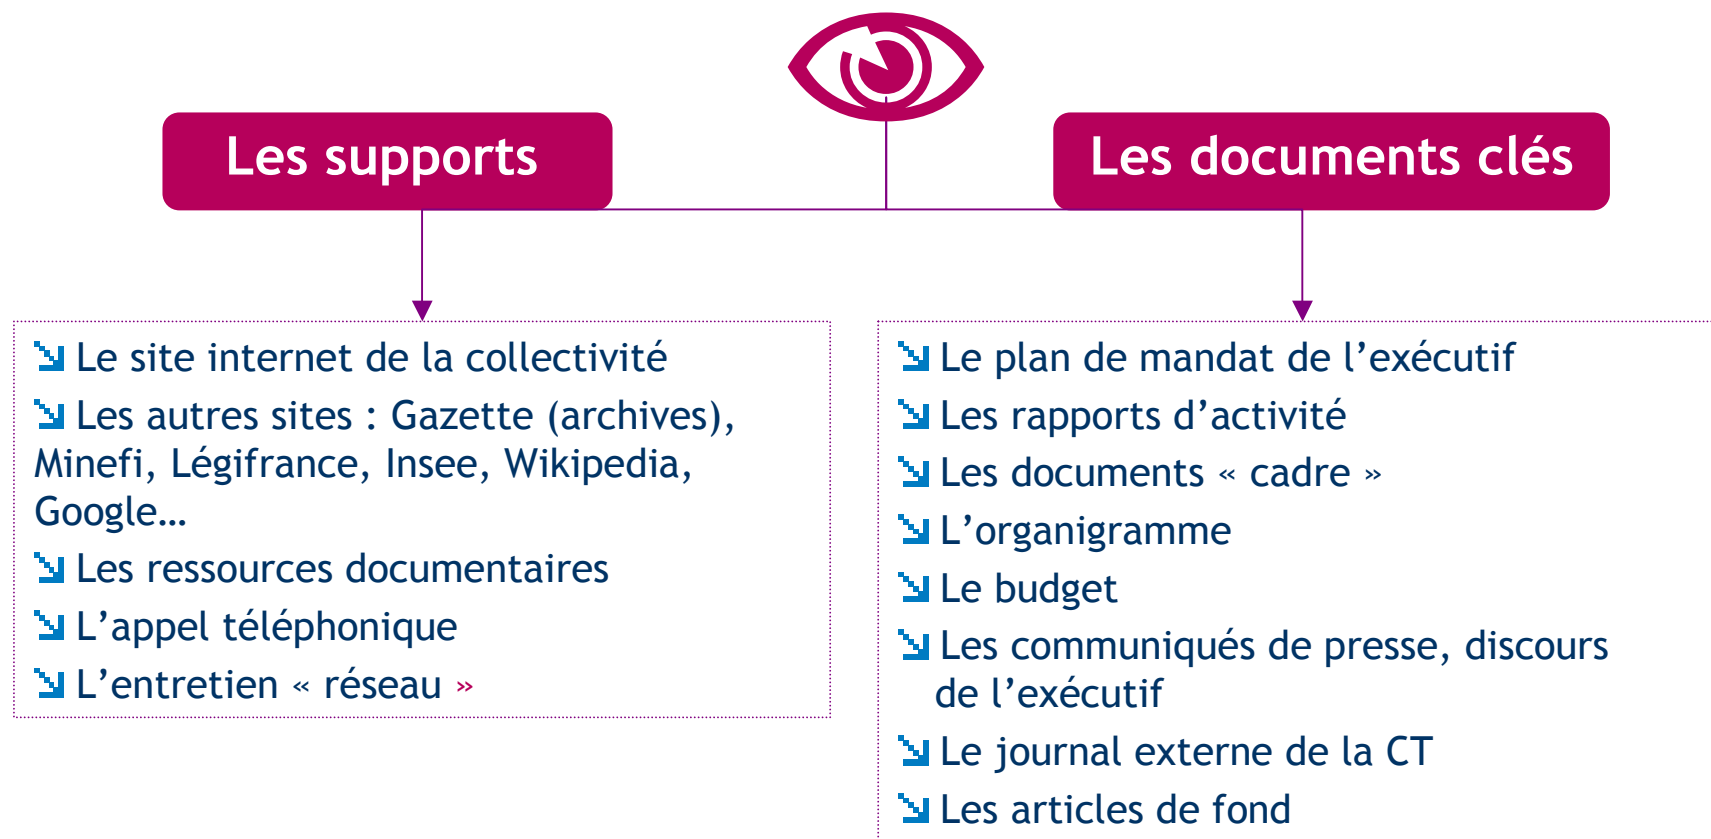 Les supports
Les documents clés
Le site internet de la collectivité
Les autres sites : Gazette (archives),
Minefi, Légifrance, Insee, Wikipedia,
Google…
Les ressources documentaires
L’appel téléphonique
L’entretien « réseau »
Le plan de mandat de l’exécutif
Les rapports d’activité
Les documents « cadre »
L’organigramme
Le budget
Les communiqués de presse, discours
de l’exécutif
Le journal externe de la CT
Les articles de fond